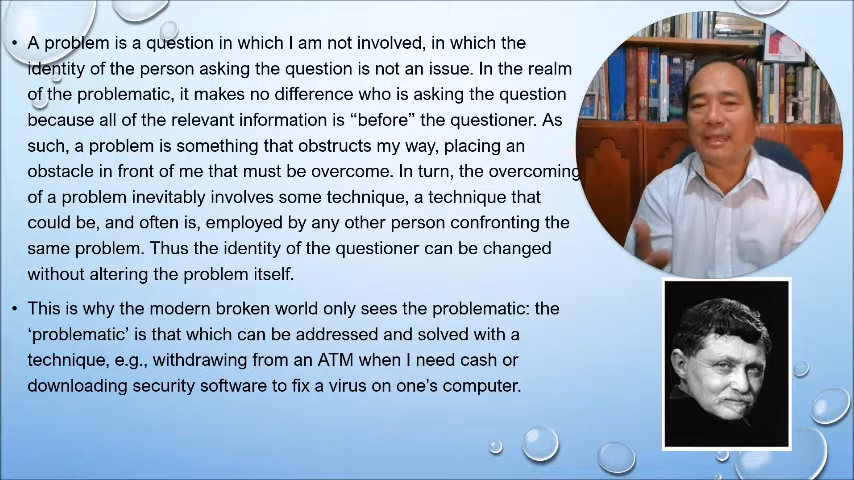 • A problem is a question in which I am not involved, in which the
identity of the person asking the question is not an issue. In the realm
of the problematic, it makes no difference who is asking the question
because all of the relevant information is “before” the questioner. As
such, a problem is something that obstructs my way, placing an
obstacle in front of me that must be overcome. In turn, the overcoming
of a problem inevitably involves some technique, a technique that
could be, and often is, employed by any other person confronting the
same problem. Thus the identity of the questioner can be changed
without altering the problem itself.
• This is why the modern broken world only sees the problematic: the
‘problematic’ is that which can be addressed and solved with a
technique, e.g., withdrawing from an ATM when I need cash or
downloading security software to fix a virus on one's computer.